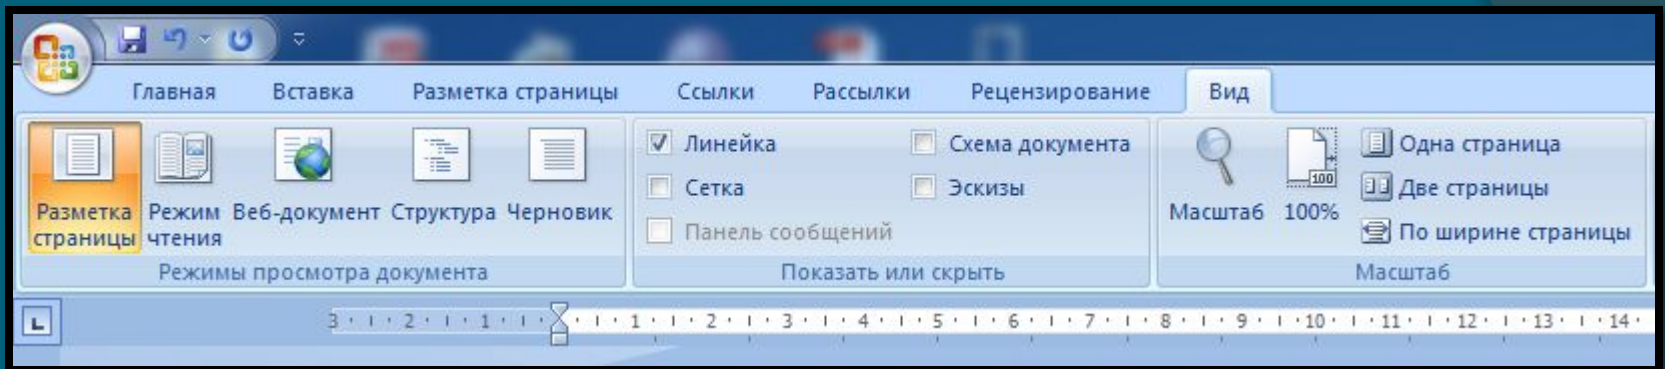 Главная Вставка Разметка страницы Ссылки Рассылки Рецензирование Вид
Разметка страницы
Режим чтения
Веб-документ
Структура
Черновик
Режимы просмотра документа
Линейка
Сетка
Панель сообщений
Схема документа
Эскизы
Показать или скрыть
Масштаб
100
100%
Одна страница
Две страницы
По ширине страницы
Масштаб
L
3 2 1 1 2 3 4 5 6 7 8 9 10 11 12 13 14